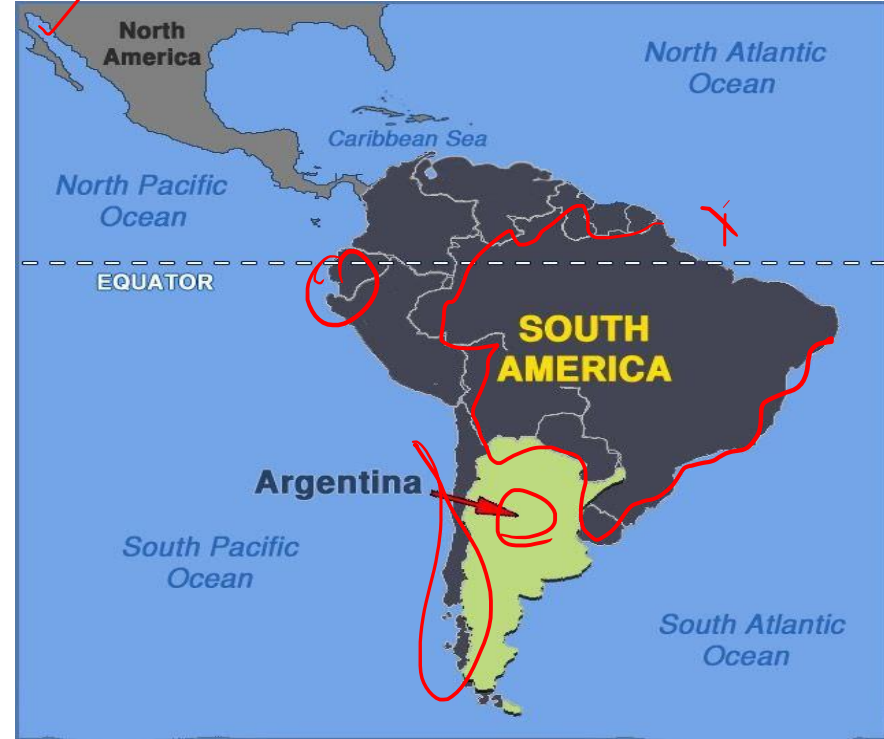 North
America
North Atlantic
Ocean
Caribbean Sea
North Pacific
Ocean
EQUATOR
SOUTH
AMERICA
Argentina
South Pacific
Ocean
South Atlantic
Ocean